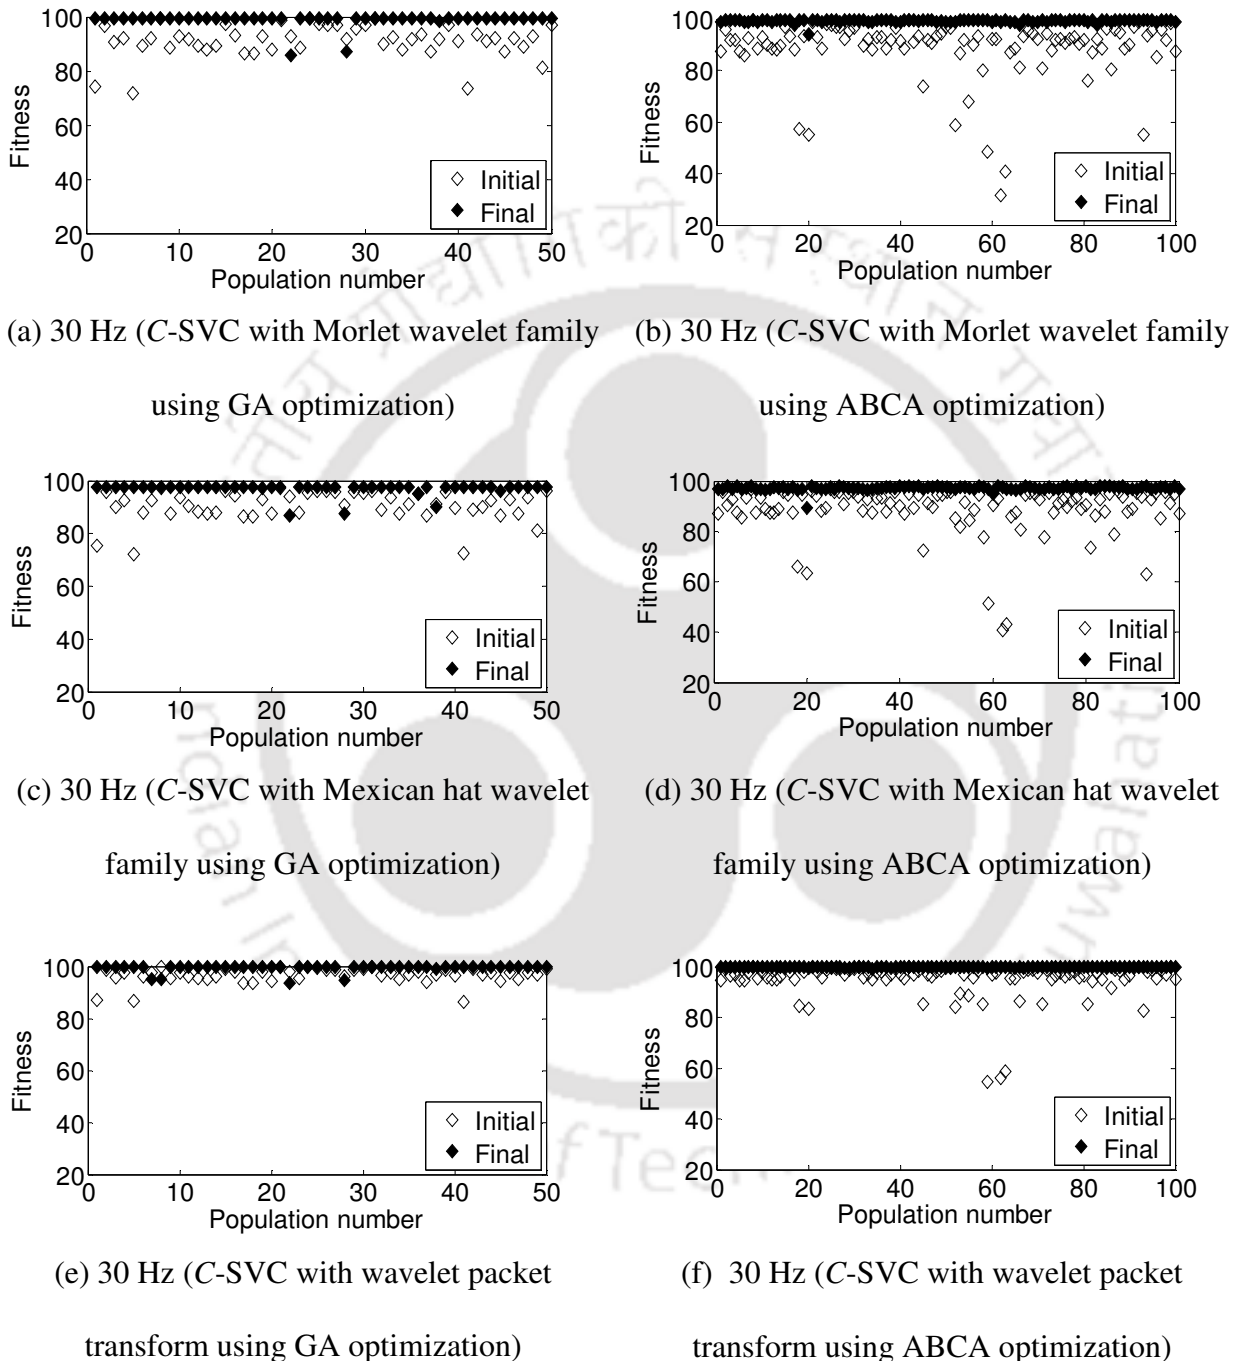 100
80
60
40
20
0 10 20 30 40 50
Fitness
Population number
Initial
Final
100
80
60
40
20
0 20 40 60 80 100
Fitness
Population number
Initial
Final
(a) 30 Hz (C-SVC with Morlet wavelet family
using GA optimization)
(b) 30 Hz (C-SVC with Morlet wavelet family
using ABCA optimization)
100
80
60
40
20
0 10 20 30 40 50
Fitness
Population number
Initial
Final
100
80
60
40
20
0 20 40 60 80 100
Fitness
Population number
Initial
Final
(c) 30 Hz (C-SVC with Mexican hat wavelet
family using GA optimization)
(d) 30 Hz (C-SVC with Mexican hat wavelet
family using ABCA optimization)
100
80
60
40
20
0 10 20 30 40 50
Fitness
Population number
Initial
Final
100
80
60
40
20
0 20 40 60 80 100
Fitness
Population number
Initial
Final
(e) 30 Hz (C-SVC with wavelet packet
transform using GA optimization)
(f) 30 Hz (C-SVC with wavelet packet
transform using ABCA optimization)